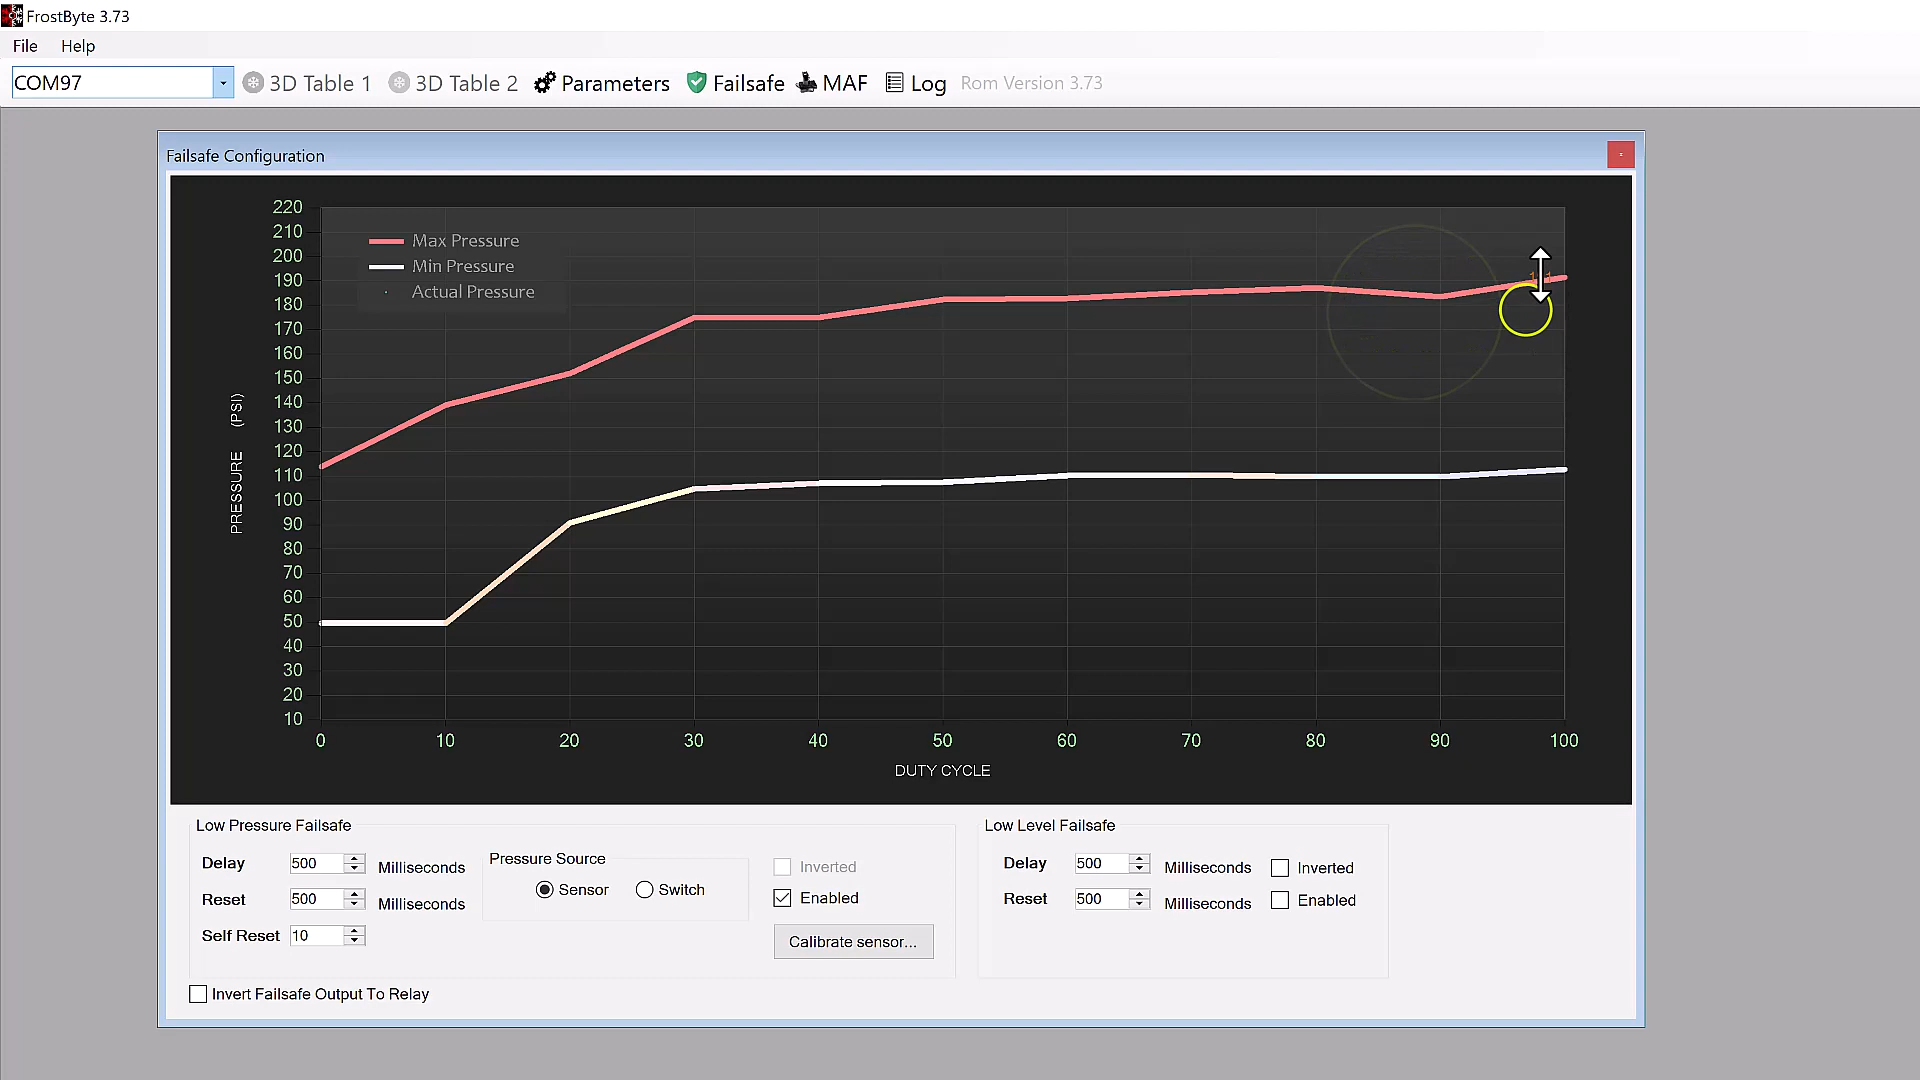 FrostByte 3.73
File Help
COM97 3D Table 1 3D Table 2 Parameters Failsafe MAF Log Rom Version 3.73
Failsafe Configuration
220
210
200
190
180
170
160
150
140
130
120
110
100
90
80
70
60
50
40
30
20
10
Max Pressure
Min Pressure
Actual Pressure
PRESSURE (PSI)
0 10 20 30 40 50 60 70 80 90 100
DUTY CYCLE
Low Pressure Failsafe
Delay 500 Milliseconds
Reset 500 Milliseconds
Self Reset 10
Pressure Source
Sensor Switch
Inverted
Enabled
Calibrate sensor...
Low Level Failsafe
Delay 500 Milliseconds Inverted
Reset 500 Milliseconds Enabled
Invert Failsafe Output To Relay